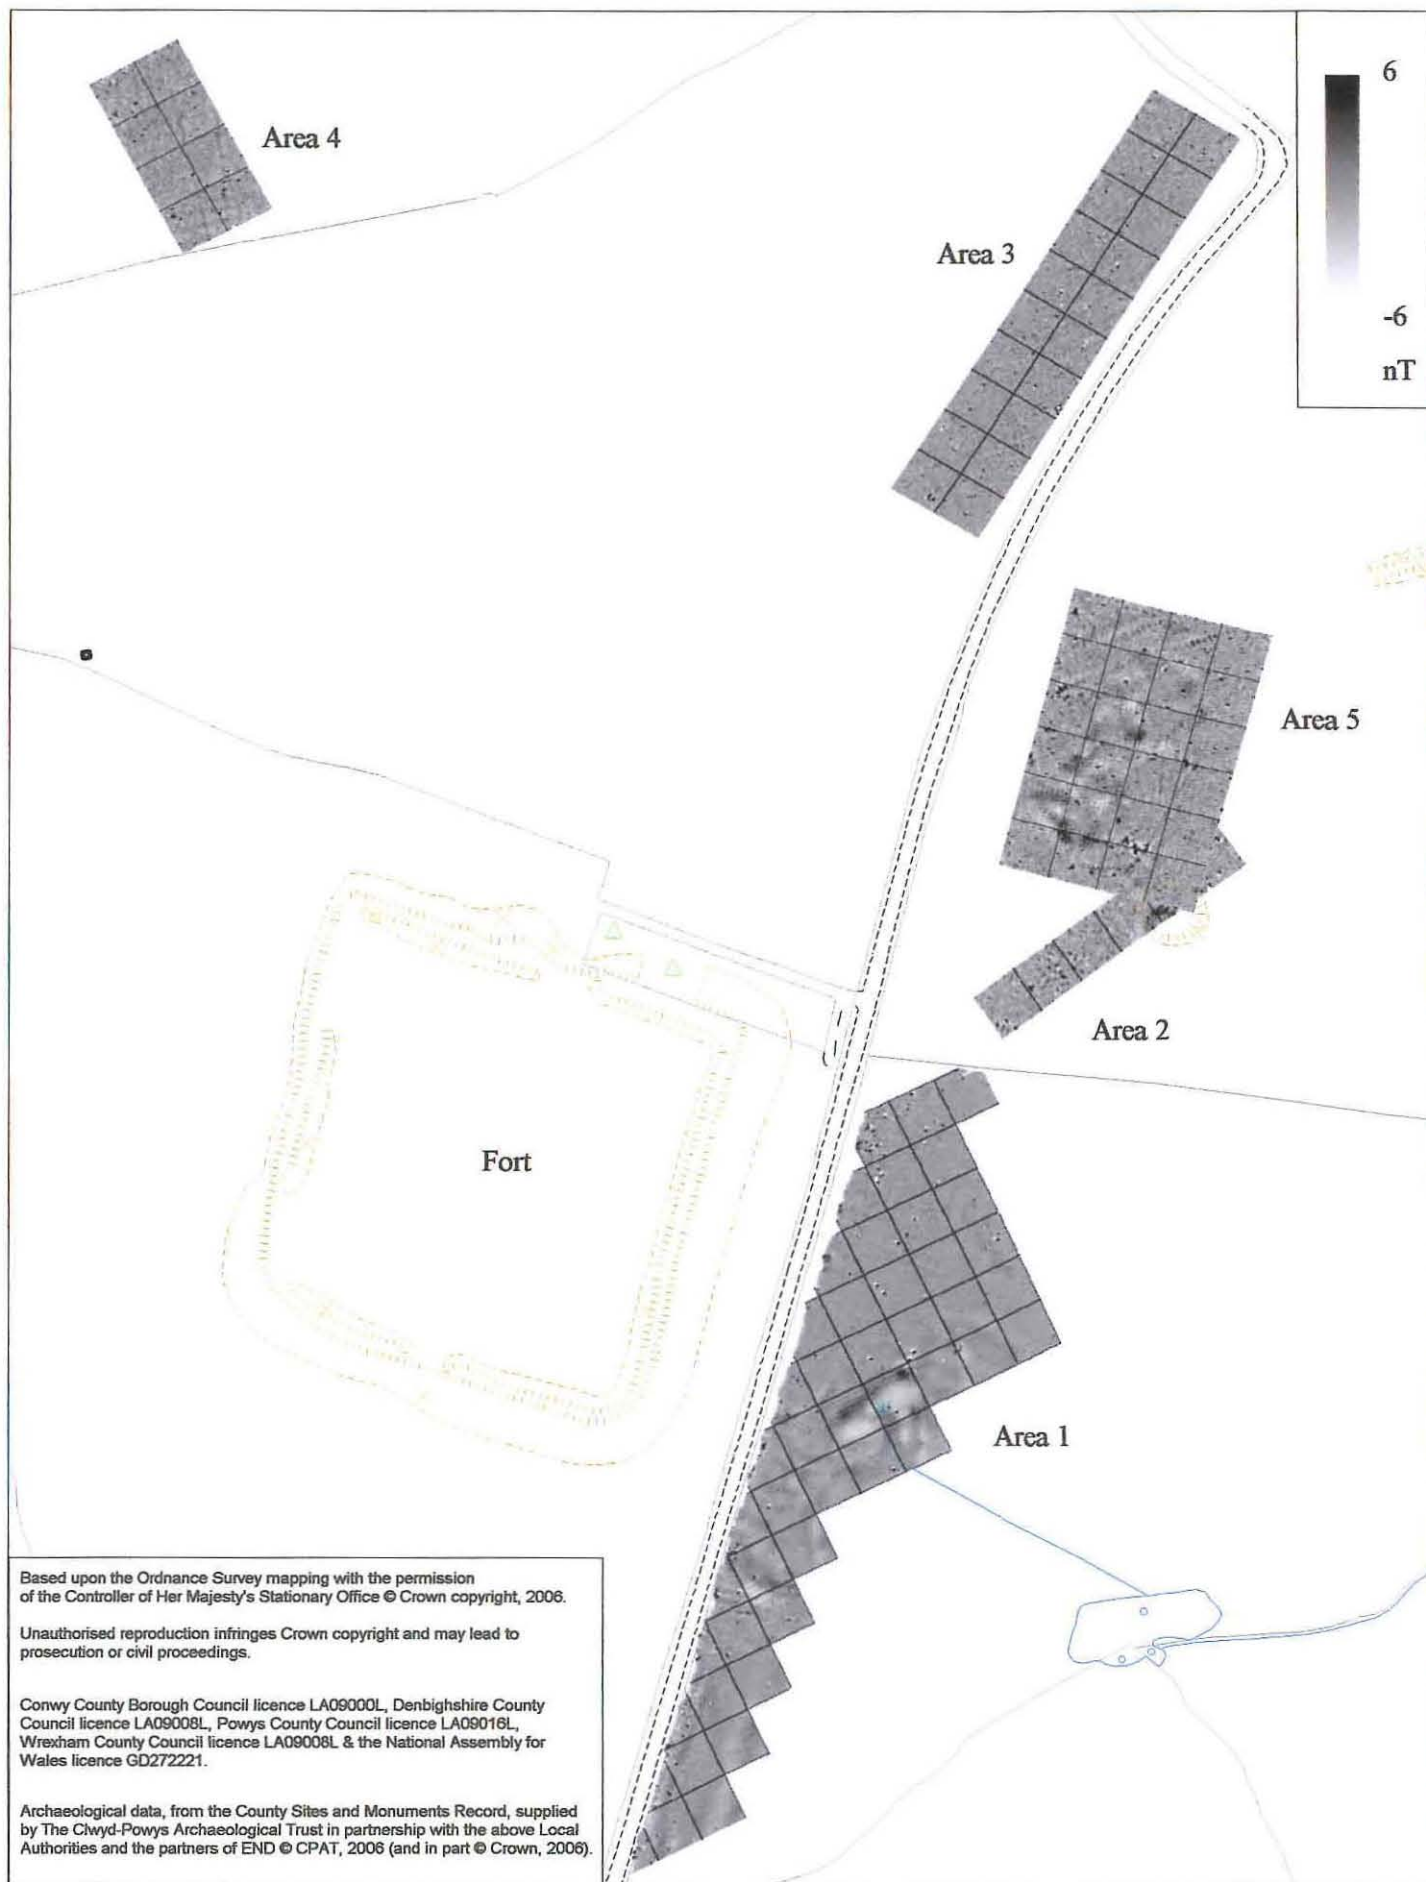 6
-6
nT
Area 4
Area 3
Area 5
Area 2
Fort
Area 1
Based upon the Ordnance Survey mapping with the permission
of the Controller of Her Majesty's Stationary Office © Crown copyright, 2006.
Unauthorised reproduction infringes Crown copyright and may lead to
prosecution or civil proceedings.
Conwy County Borough Council licence LA09000L, Denbighshire County
Council licence LA09008L, Powys County Council licence LA09016L,
Wrexham County Council licence LA09008L & the National Assembly for
Wales licence GD272221.
Archaeological data, from the County Sites and Monuments Record, supplied
by The Clwyd-Powys Archaeological Trust in partnership with the above Local
Authorities and the partners of END © CPAT, 2006 (and in part © Crown, 2006).